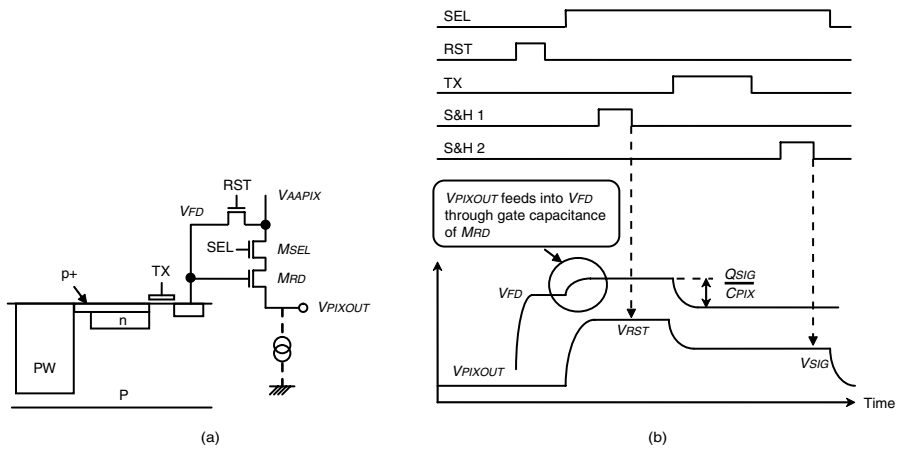 RST
VFD
VAAPIX
SEL
MSEL
p+
TX
MRD
VPIXOUT
n
PW
P
(a)
SEL
RST
TX
S&H 1
S&H 2
VPIXOUT feeds into VFD
through gate capacitance
of MRD
VFD
QSIG
CPIX
VRST
VPIXOUT
VSIG
Time
(b)